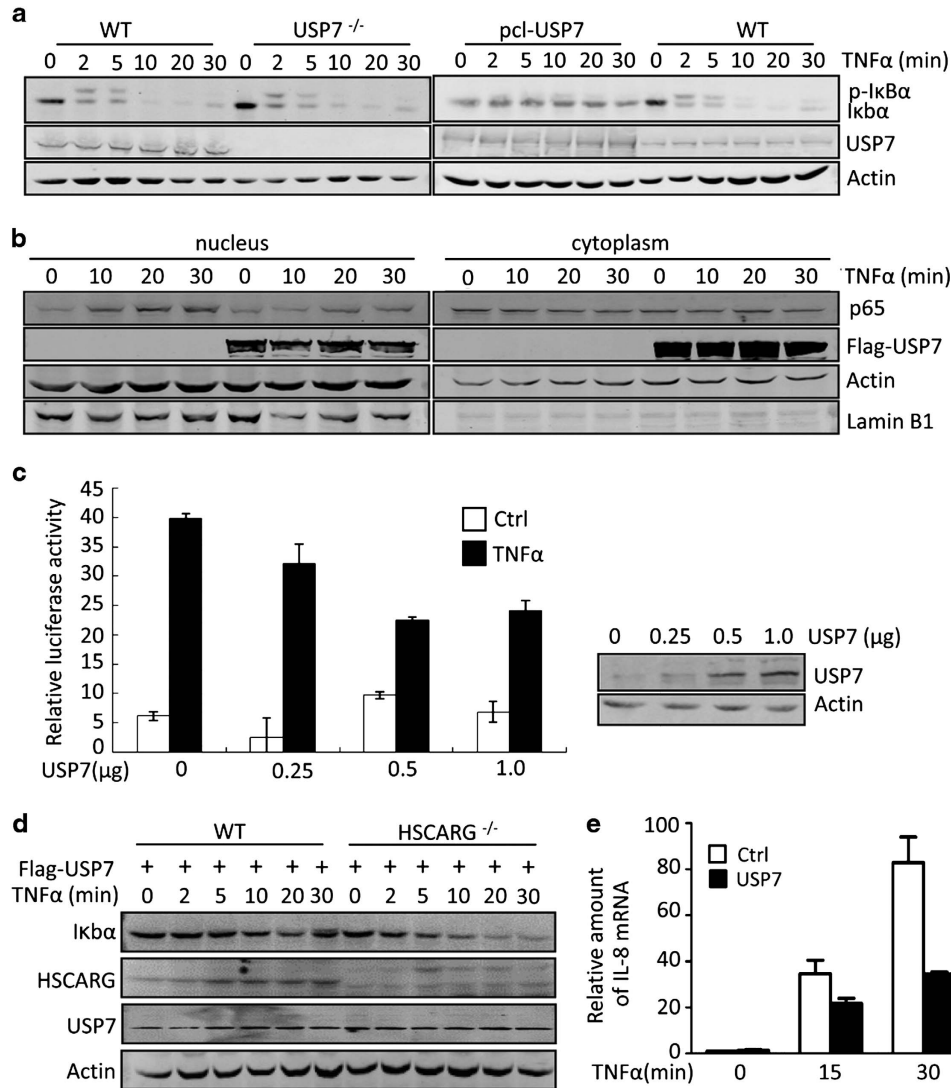 a
WT USP7 -/- pcl-USP7 WT
0 2 5 10 20 30 0 2 5 10 20 30 0 2 5 10 20 30 0 2 5 10 20 30 TNFα (min)
p-IκBα
Iκbα
USP7
Actin
b
nucleus cytoplasm
0 10 20 30 0 10 20 30 0 10 20 30 0 10 20 30 TNFα (min)
p65
Flag-USP7
Actin
Lamin B1
c
Relative luciferase activity
45
40
35
30
25
20
15
10
5
0
Ctrl
TNFα
USP7(μg) 0 0.25 0.5 1.0
0 0.25 0.5 1.0 USP7 (μg)
USP7
Actin
d
WT HSCARG -/-
Flag-USP7 + + + + + + + + + + + +
TNFα (min) 0 2 5 10 20 30 0 2 5 10 20 30
Iκbα
HSCARG
USP7
Actin
e
Relative amount
of IL-8 mRNA
100
80
60
40
20
0
Ctrl
USP7
TNFα(min) 0 15 30